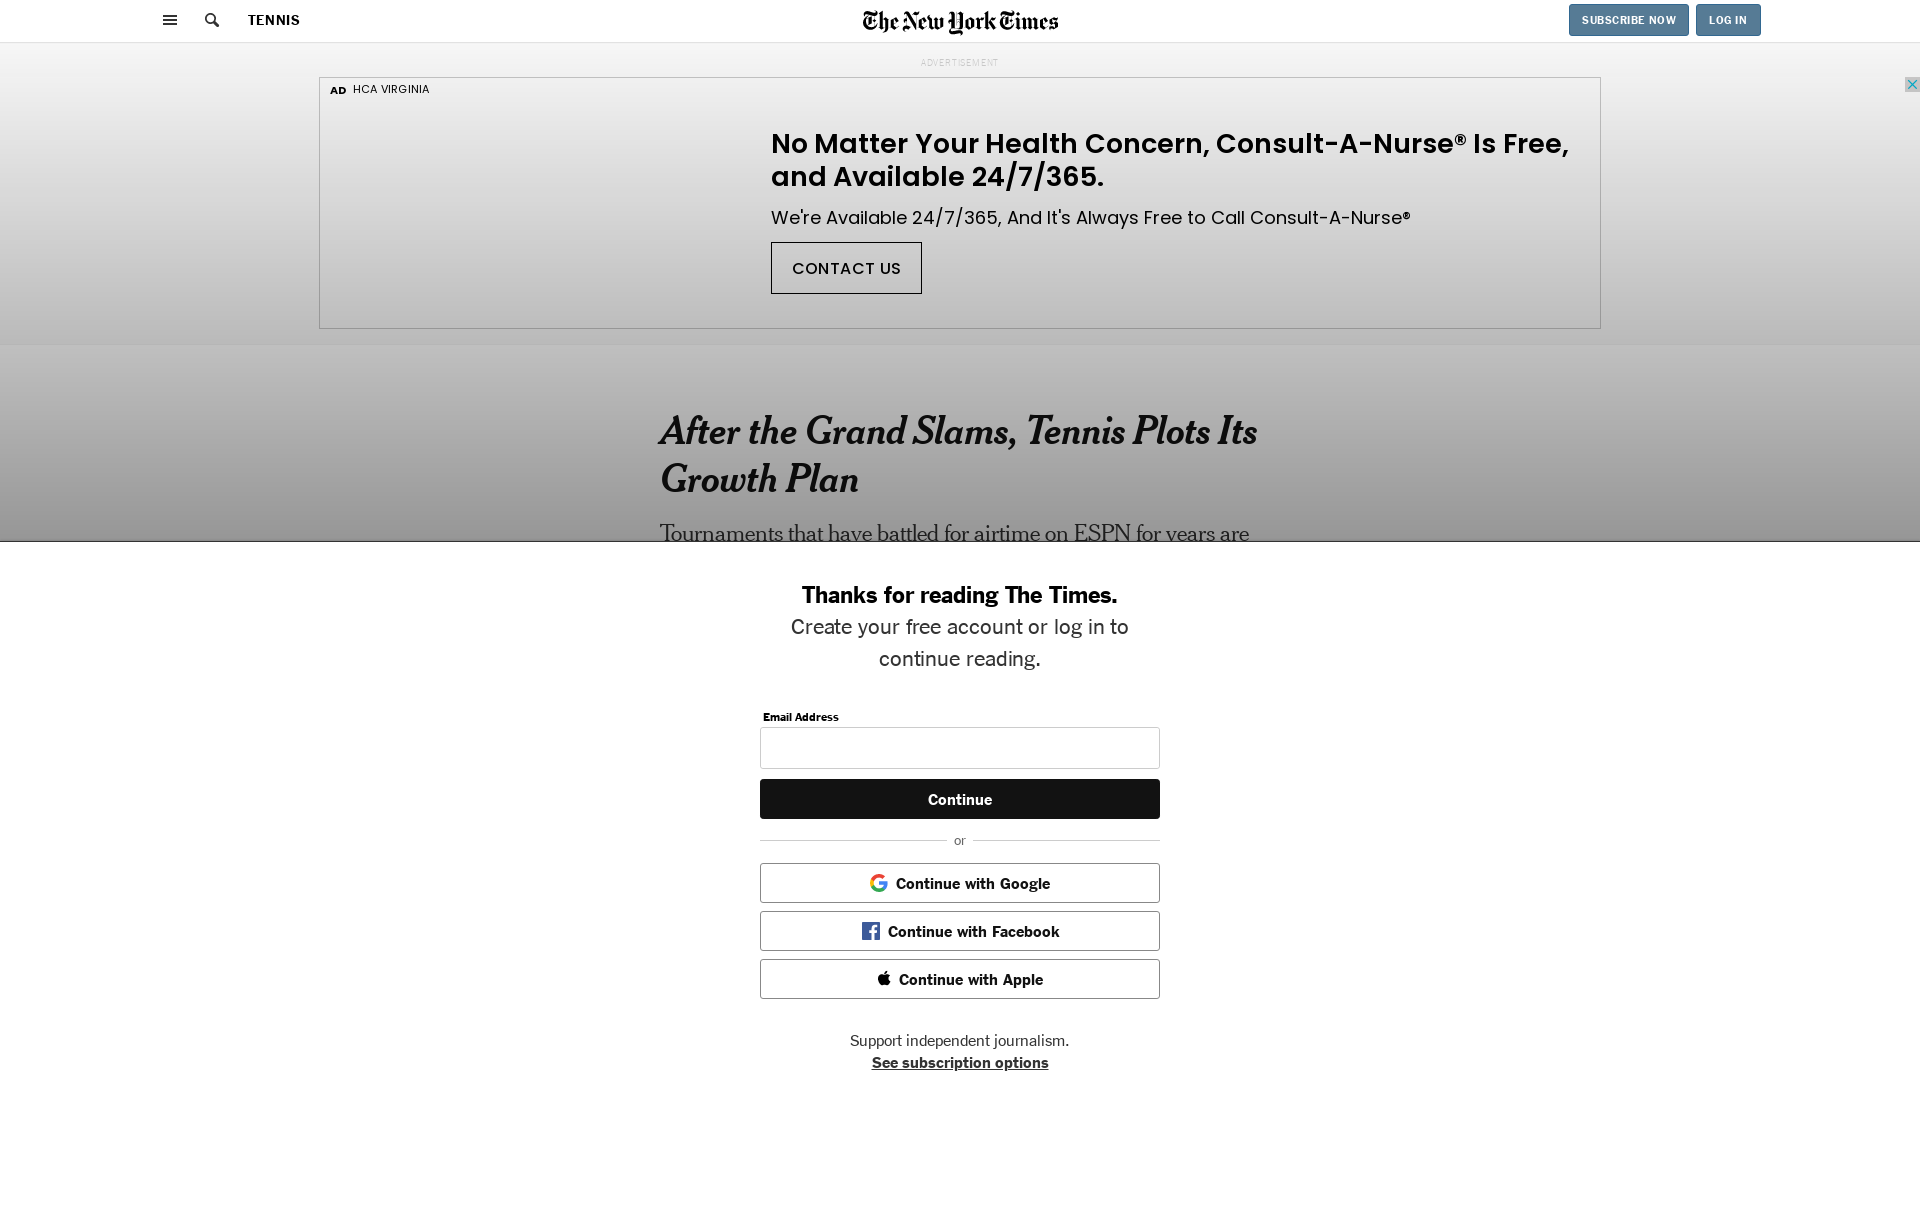 TENNIS
The New York Times
SUBSCRIBE NOW
LOG IN
ADVERTISEMENT
AD HCA VIRGINIA
No Matter Your Health Concern, Consult-A-Nurse® Is Free,
and Available 24/7/365.
We're Available 24/7/365, And It's Always Free to Call Consult-A-Nurse®
CONTACT US
After the Grand Slams, Tennis Plots Its
Growth Plan
Tournaments that have battled for airtime on ESPN for years are
Thanks for reading The Times.
Create your free account or log in to
continue reading.
Email Address
Continue
or
Continue with Google
Continue with Facebook
Continue with Apple
Support independent journalism.
See subscription options